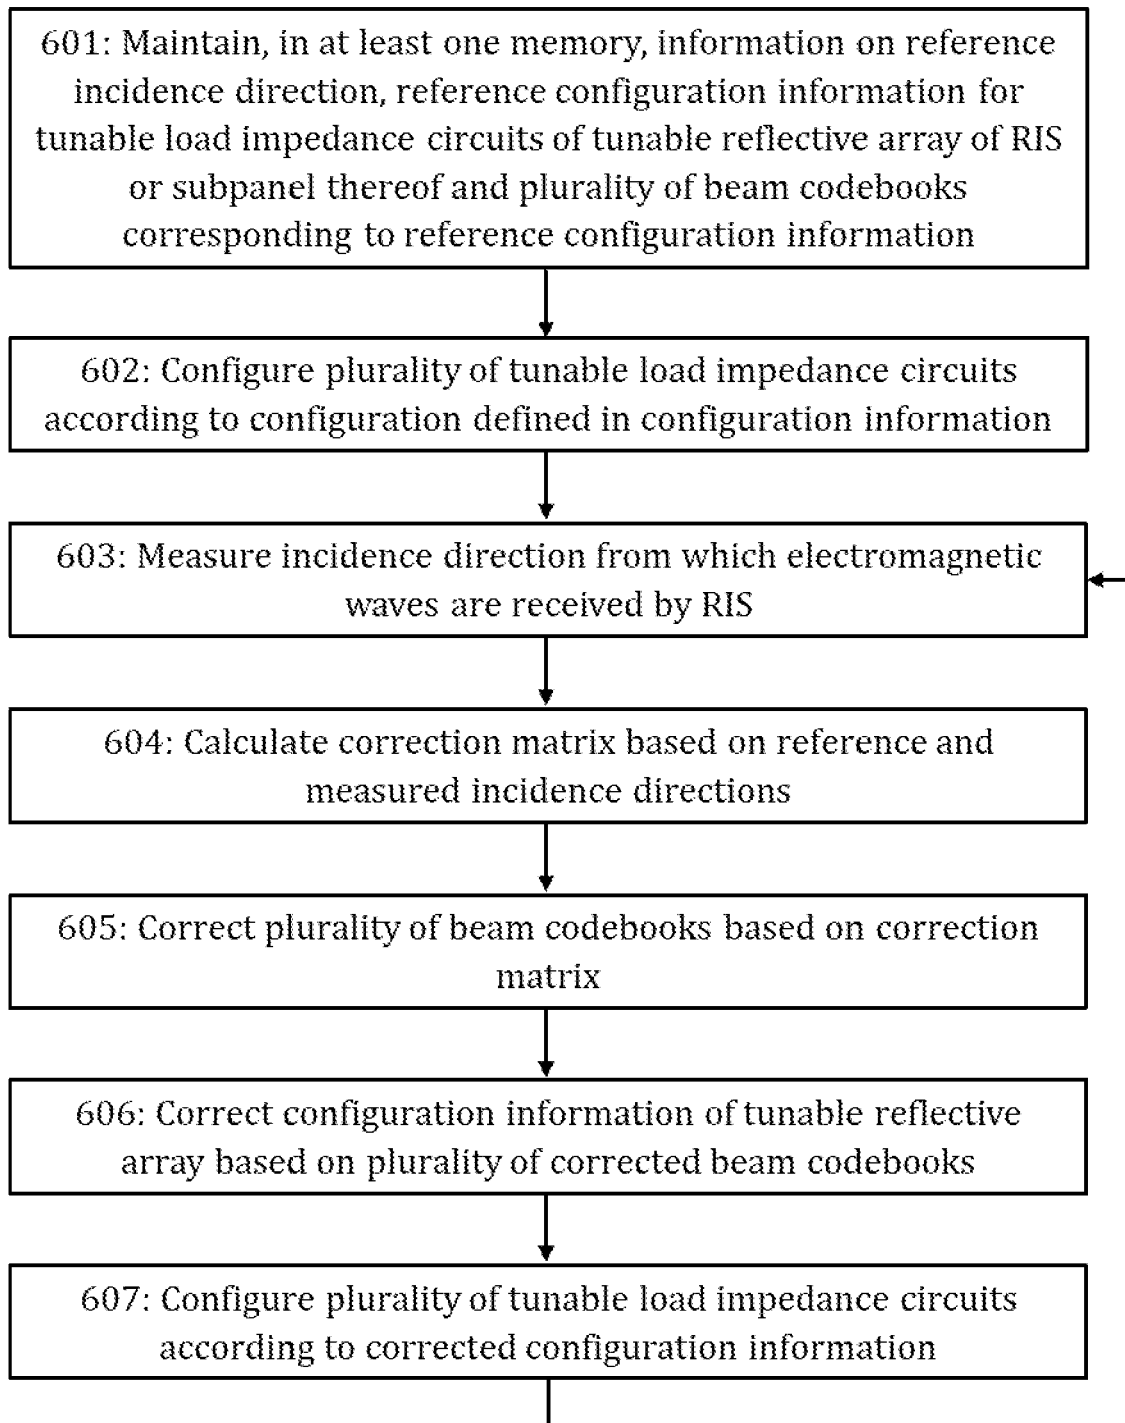 601: Maintain, in at least one memory, information on reference
incidence direction, reference configuration information for
tunable load impedance circuits of tunable reflective array of RIS
or subpanel thereof and plurality of beam codebooks
corresponding to reference configuration information
602: Configure plurality of tunable load impedance circuits
according to configuration defined in configuration information
603: Measure incidence direction from which electromagnetic
waves are received by RIS
604: Calculate correction matrix based on reference and
measured incidence directions
605: Correct plurality of beam codebooks based on correction
matrix
606: Correct configuration information of tunable reflective
array based on plurality of corrected beam codebooks
607: Configure plurality of tunable load impedance circuits
according to corrected configuration information